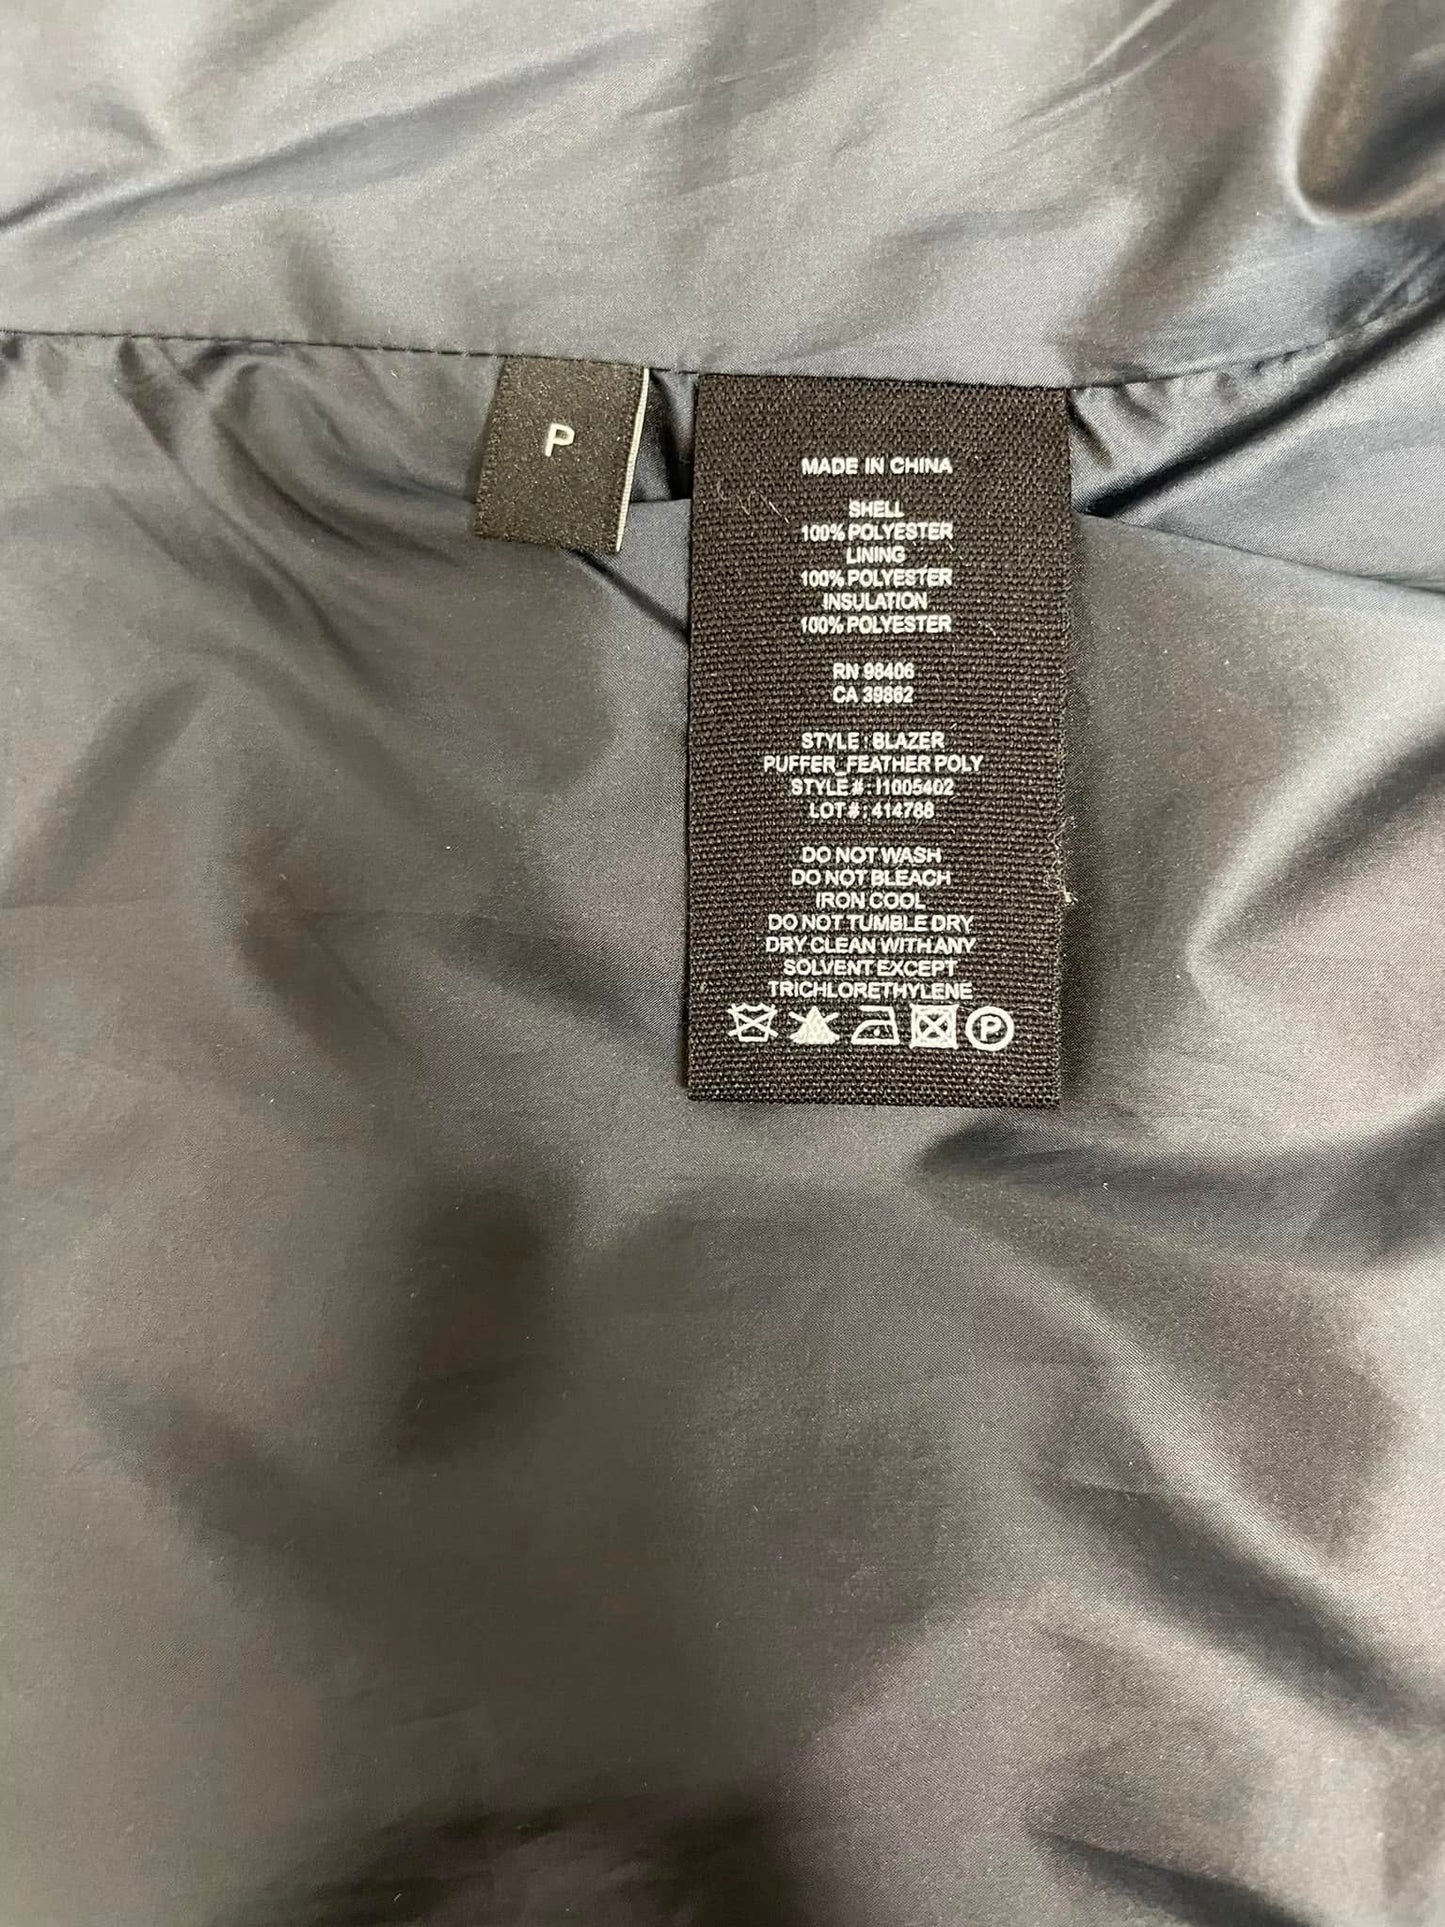 P
MADE IN CHINA
SHELL
100% POLYESTER
LINING
100% POLYESTER
INSULATION
100% POLYESTER
RN 98406
CA 39862
STYLE : BLAZER
PUFFER_FEATHER POLY
STYLE # : I1005402
LOT # : 414788
DO NOT WASH
DO NOT BLEACH
IRON COOL
DO NOT TUMBLE DRY
DRY CLEAN WITH ANY
SOLVENT EXCEPT
TRICHLORETHYLENE
P